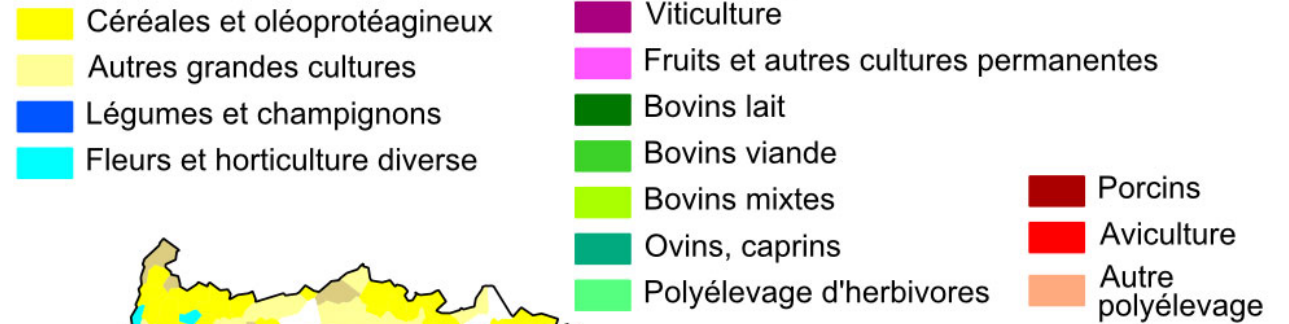 Céréales et oléoprotéagineux
Autres grandes cultures
Légumes et champignons
Fleurs et horticulture diverse
Viticulture
Fruits et autres cultures permanentes
Bovins lait
Bovins viande
Bovins mixtes
Ovins, caprins
Polyélevage d'herbivores
Porcins
Aviculture
Autre
polyélevage